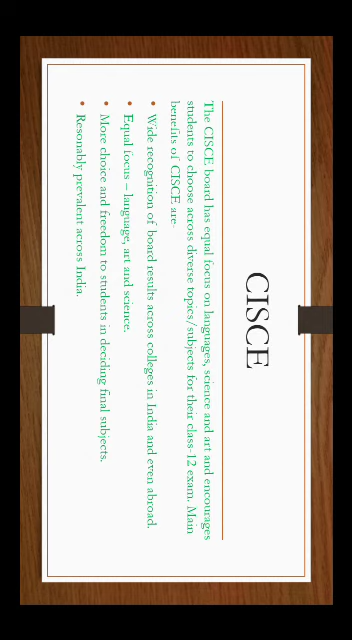 CISCE
The CISCE board has equal focus on languages, science and art and encourages
students to choose across diverse topics/subjects for their class-12 exam. Main
benefits of CISCE are-
• Wide recognition of board results across colleges in India and even abroad.
• Equal focus – language, art and science.
• More choice and freedom to students in deciding final subjects.
• Resonably prevalent across India.